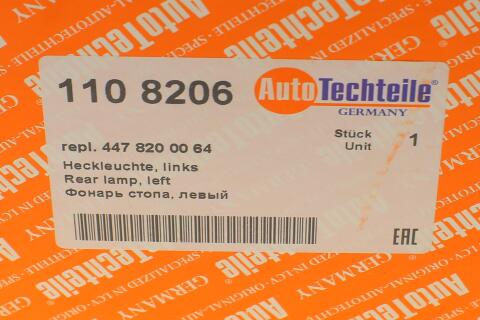 110 8206
AutoTechteile®
GERMANY
repl. 447 820 00 64
Stück
Unit
1
Heckleuchte, links
Rear lamp, left
Фонарь стопа, левый
EAC